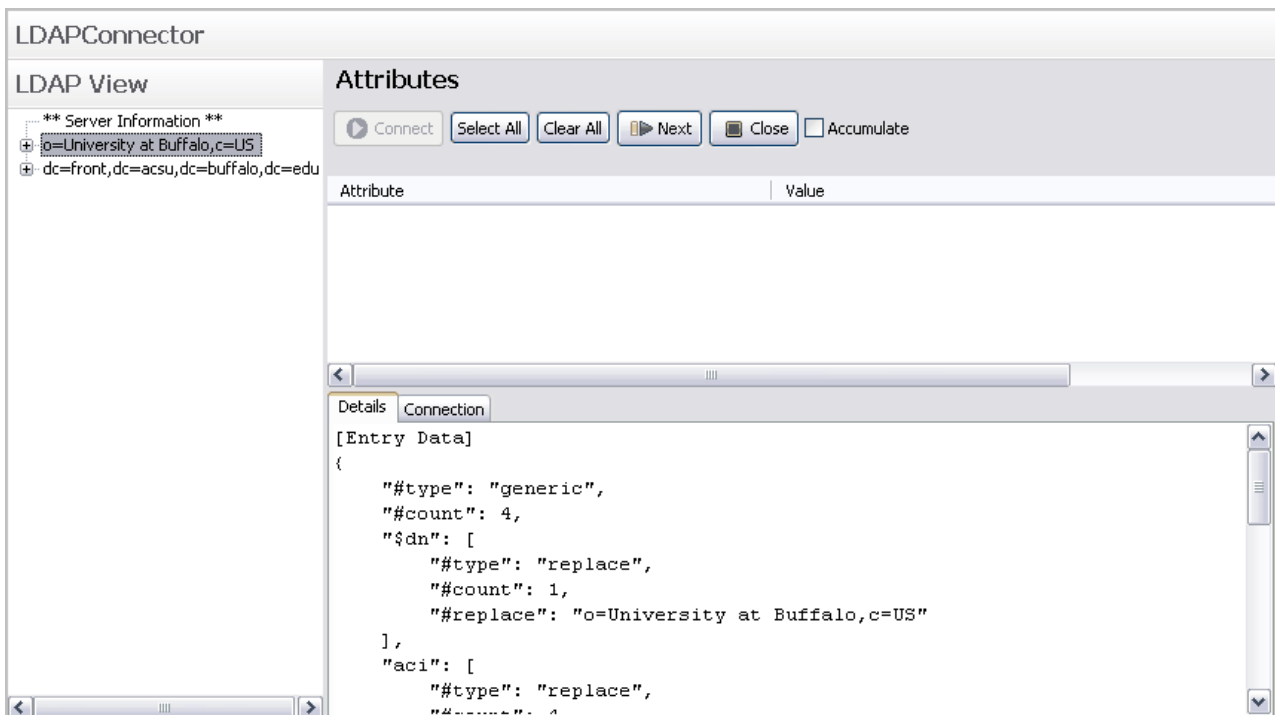 LDAPConnector
LDAP View
** Server Information **
o=University at Buffalo,c=US
dc=front,dc=acsu,dc=buffalo,dc=edu
Attributes
Connect Select All Clear All Next Close Accumulate
Attribute Value
Details Connection
[Entry Data]
{
"#type": "generic",
"#count": 4,
"$dn": [
"#type": "replace",
"#count": 1,
"#replace": "o=University at Buffalo,c=US"
],
"aci": [
"#type": "replace",